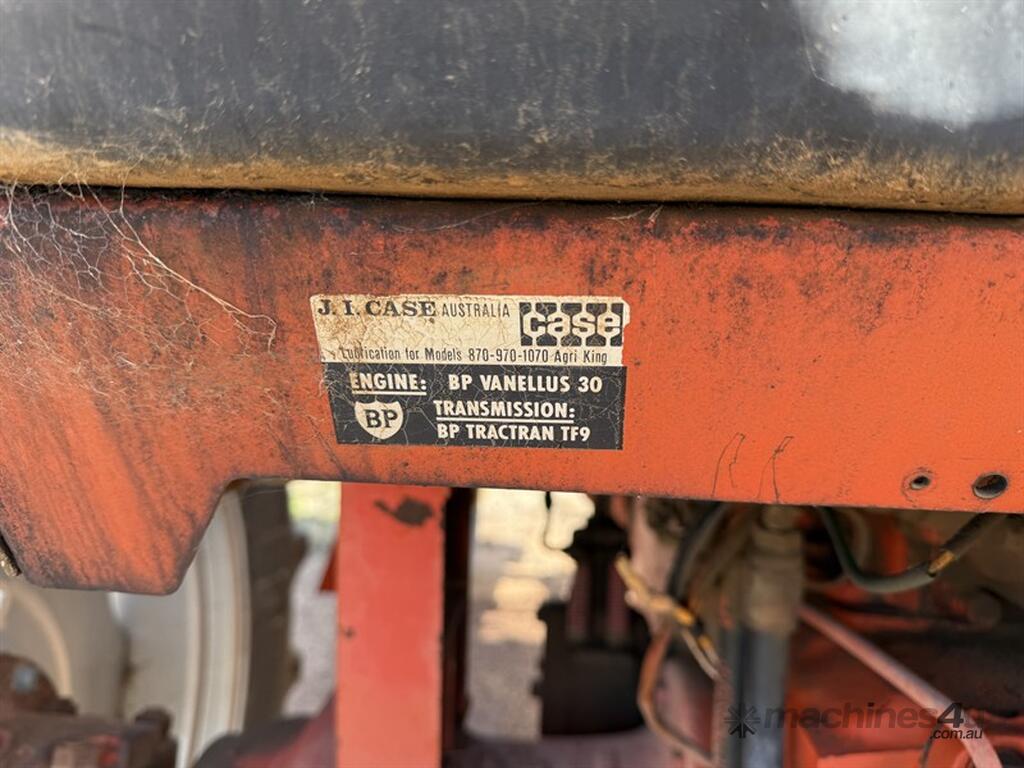 J. I. CASE AUSTRALIA case
Lubrication for Models 870-970-1070 Agri King
ENGINE: BP VANELLUS 30
BP TRANSMISSION:
BP TRACTRAN TF9
machines4u
.com.au